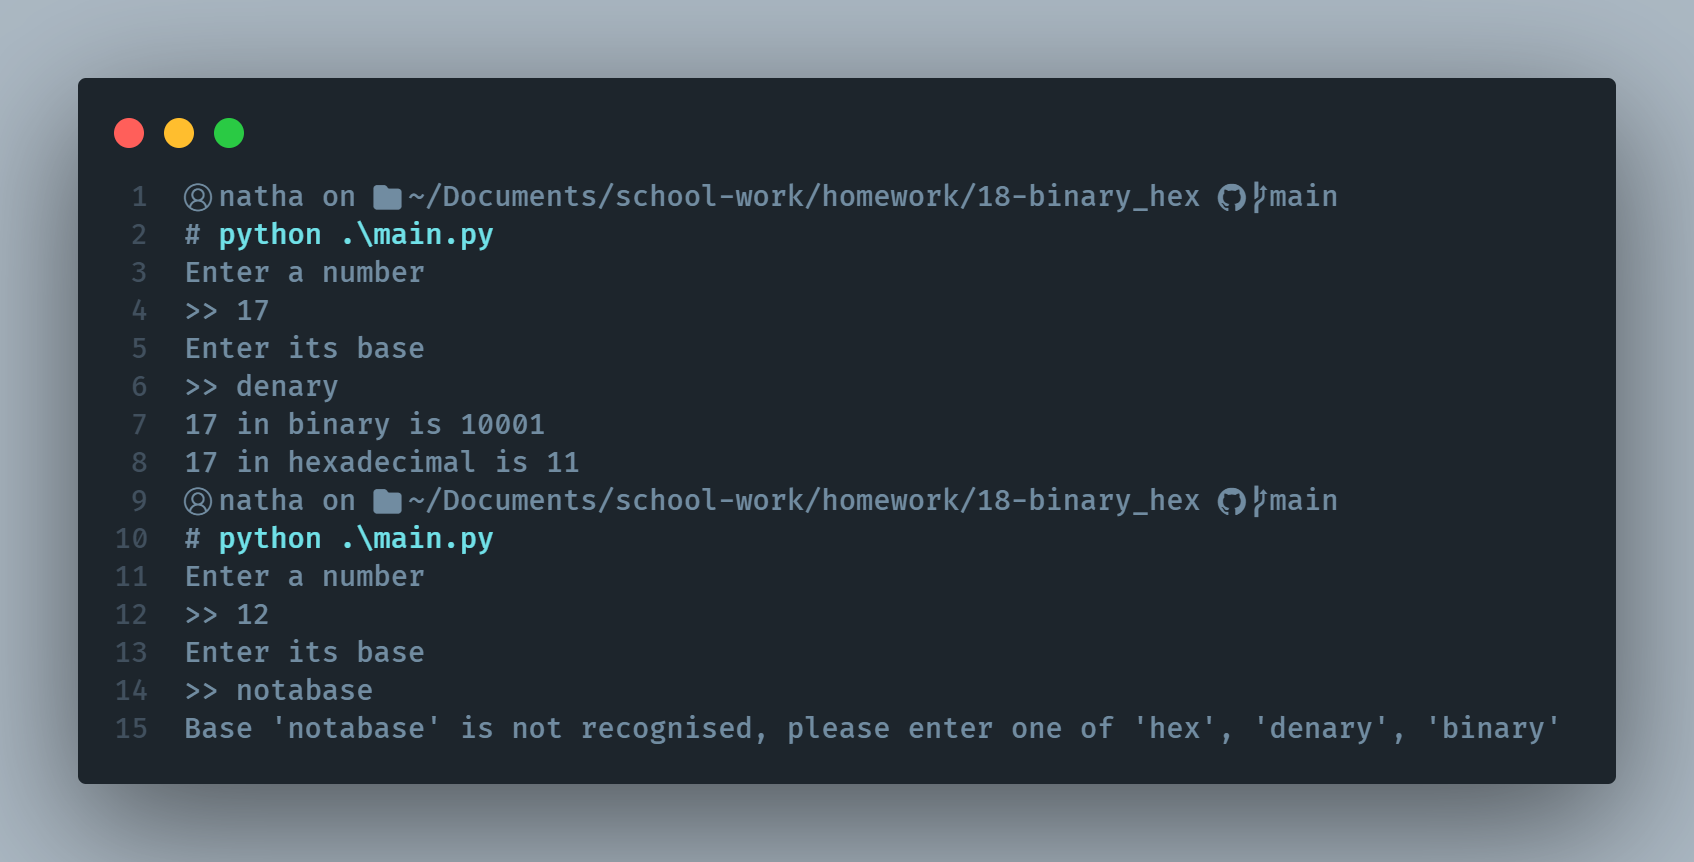 1 natha on ~/Documents/school-work/homework/18-binary_hex main
2 # python .\main.py
3 Enter a number
4 >> 17
5 Enter its base
6 >> denary
7 17 in binary is 10001
8 17 in hexadecimal is 11
9 natha on ~/Documents/school-work/homework/18-binary_hex main
10 # python .\main.py
11 Enter a number
12 >> 12
13 Enter its base
14 >> notabase
15 Base 'notabase' is not recognised, please enter one of 'hex', 'denary', 'binary'